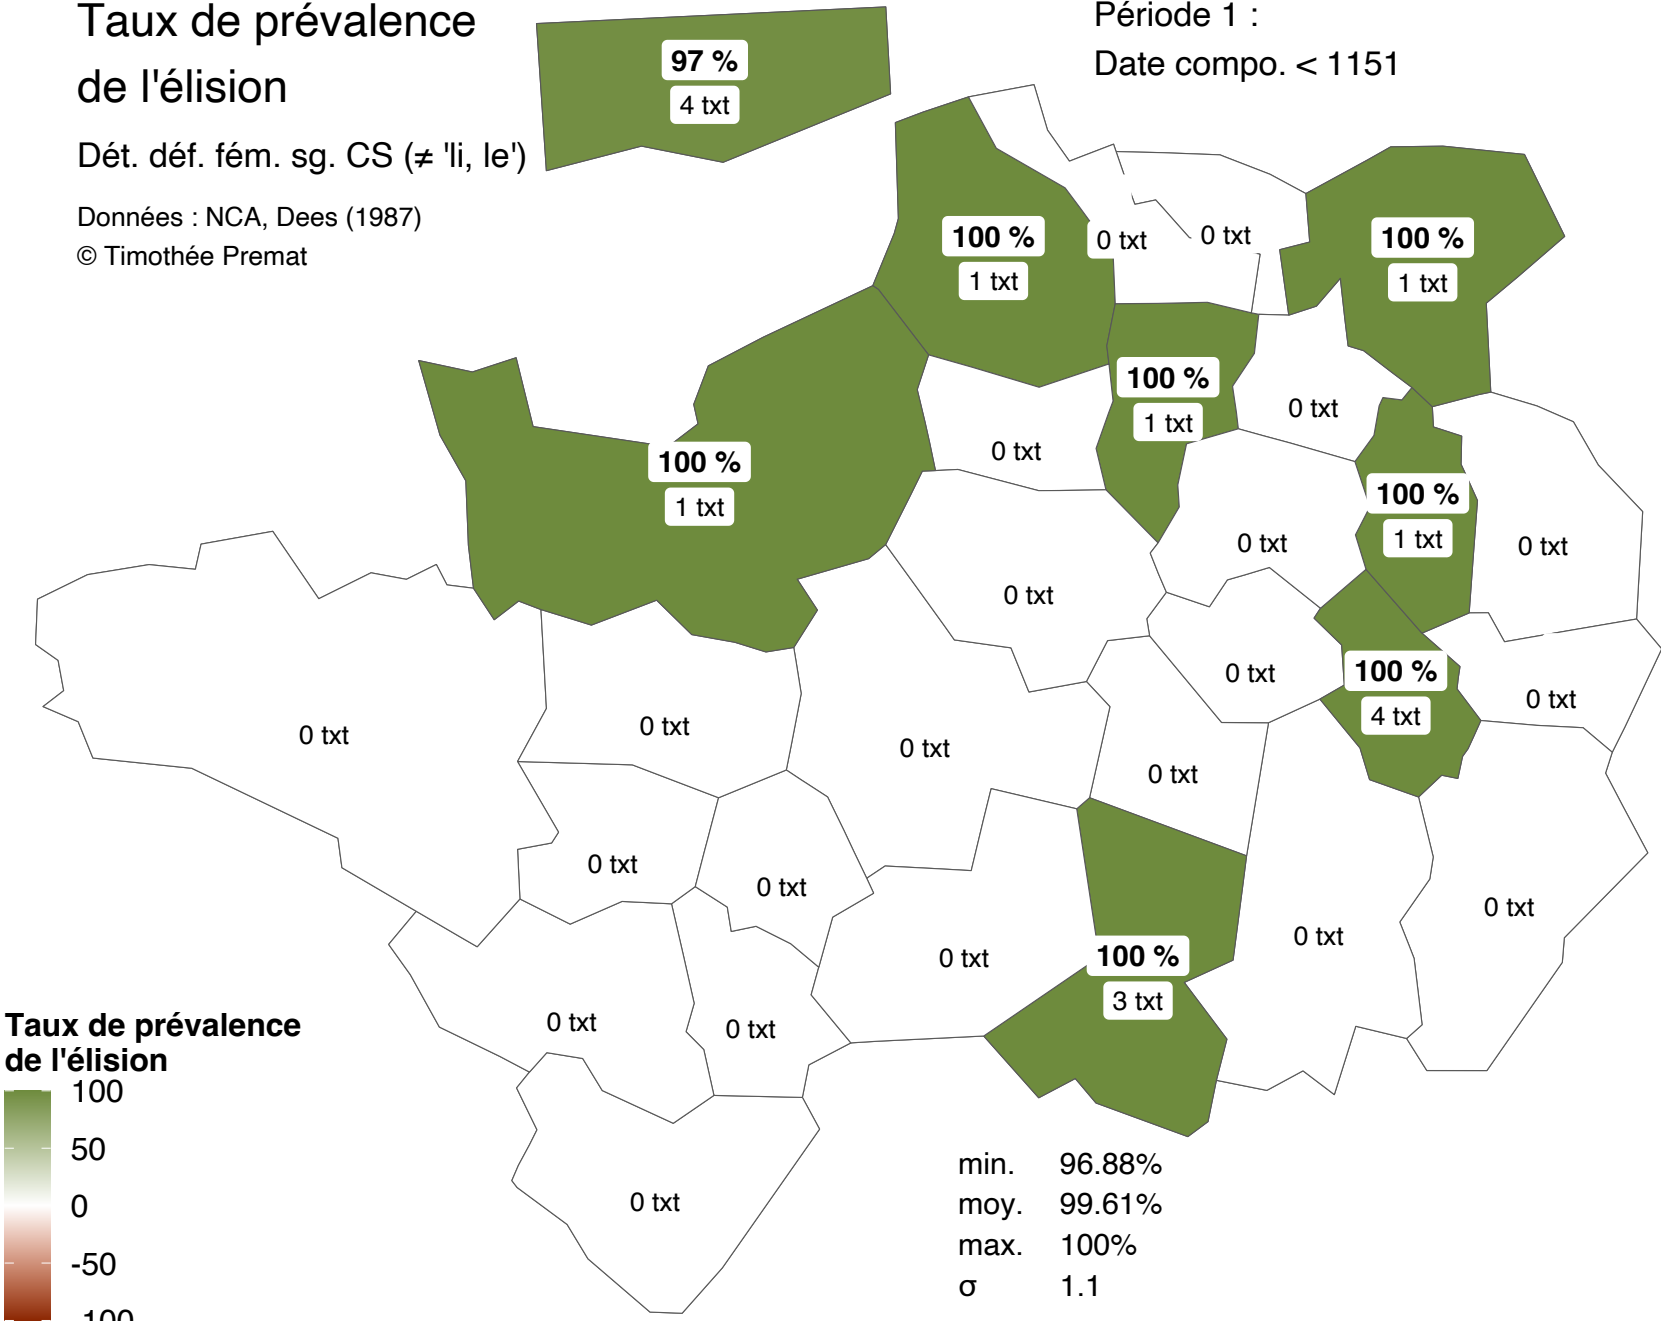 Taux de prévalence
de l'élision
Dét. déf. fém. sg. CS (≠ 'li, le')
Données : NCA, Dees (1987)
© Timothée Premat
Période 1 :
Date compo. < 1151
97 %
4 txt
100 %
1 txt
0 txt
0 txt
100 %
1 txt
100 %
1 txt
0 txt
0 txt
100 %
1 txt
100 %
1 txt
0 txt
0 txt
0 txt
0 txt
100 %
4 txt
0 txt
0 txt
0 txt
0 txt
0 txt
0 txt
0 txt
0 txt
0 txt
0 txt
0 txt
100 %
3 txt
0 txt
0 txt
0 txt
Taux de prévalence
de l'élision
100
50
0
-50
-100
min. 96.88%
moy. 99.61%
max. 100%
σ 1.1